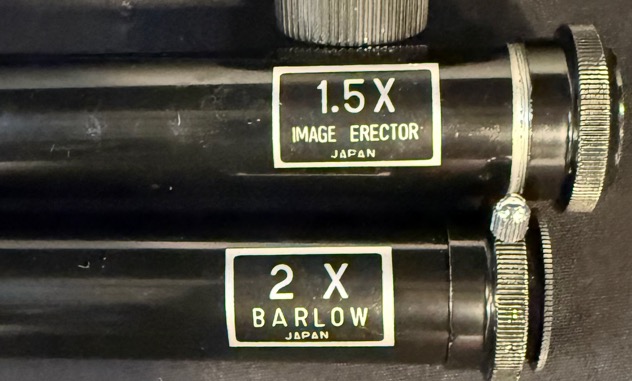 1.5X
IMAGE ERECTOR
JAPAN
2 X
BARLOW
JAPAN